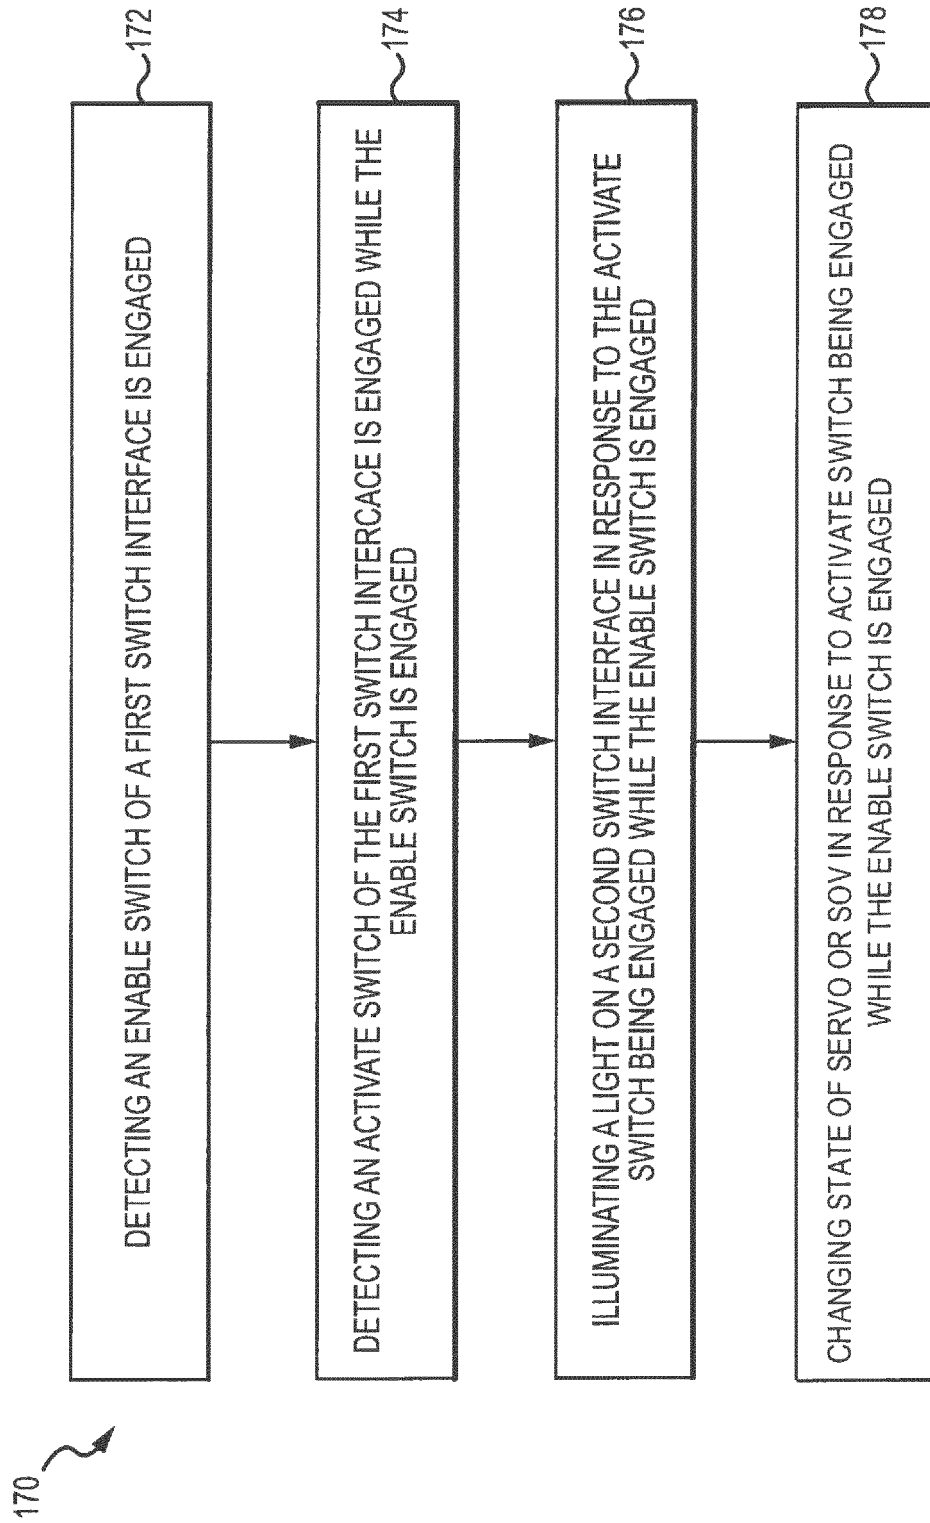 170
172
DETECTING AN ENABLE SWITCH OF A FIRST SWITCH INTERFACE IS ENGAGED
174
DETECTING AN ACTIVATE SWITCH OF THE FIRST SWITCH INTERCACE IS ENGAGED WHILE THE
ENABLE SWITCH IS ENGAGED
176
ILLUMINATING A LIGHT ON A SECOND SWITCH INTERFACE IN RESPONSE TO THE ACTIVATE
SWITCH BEING ENGAGED WHILE THE ENABLE SWITCH IS ENGAGED
178
CHANGING STATE OF SERVO OR SOV IN RESPONSE TO ACTIVATE SWITCH BEING ENGAGED
WHILE THE ENABLE SWITCH IS ENGAGED